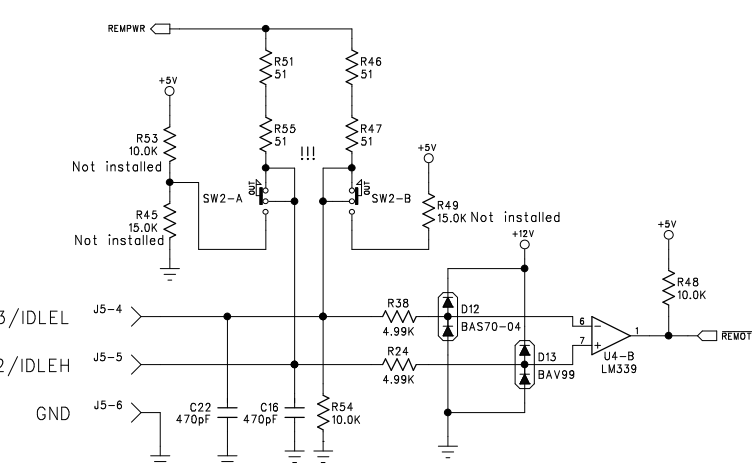 REMPWR
R51
51
R46
51
+5V
R53
10.0K
Not installed
R55
51
!!!
R47
51
+5V
OUT
SW2-A
OUT
SW2-B
R45
15.0K
Not installed
R49
15.0K Not installed
+12V
+5V
R48
10.0K
3/IDLEL
J5-4
R38
4.99K
D12
BAS70-04
6
7
1
U4-B
LM339
REMOT
2/IDLEH
J5-5
R24
4.99K
D13
BAV99
GND
J5-6
C22
470pF
C16
470pF
R54
10.0K